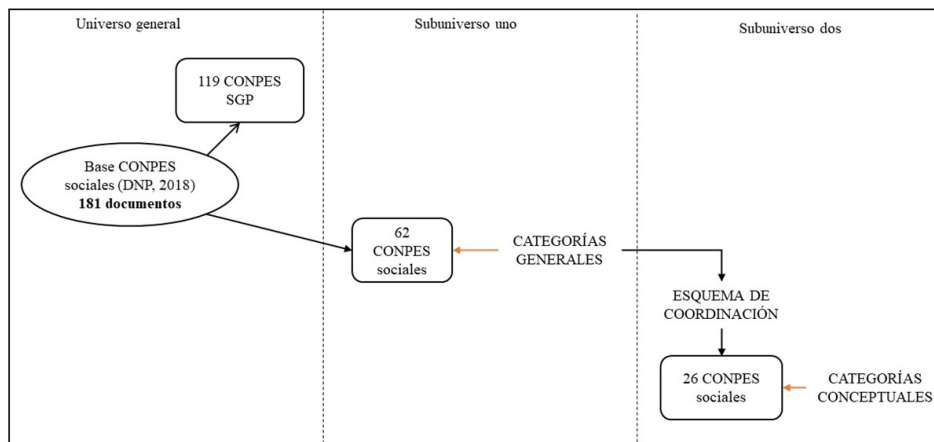 Universo general
Subuniverso uno
Subuniverso dos
119 CONPES
SGP
Base CONPES
sociales (DNP, 2018)
181 documentos
62
CONPES
sociales
CATEGORÍAS
GENERALES
ESQUEMA DE
COORDINACIÓN
26 CONPES
sociales
CATEGORÍAS
CONCEPTUALES